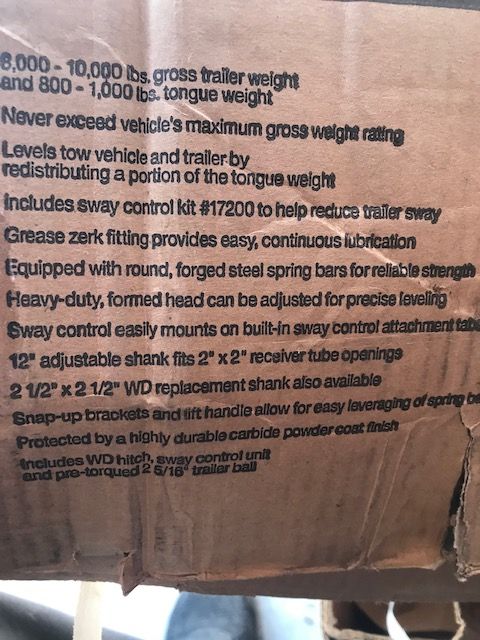 8,000 - 10,000 lbs. gross trailer weight
and 800 - 1,000 lbs. tongue weight
Never exceed vehicle's maximum gross weight rating
Levels tow vehicle and trailer by
redistributing a portion of the tongue weight
Includes sway control kit #17200 to help reduce trailer sway
Grease zerk fitting provides easy, continuous lubrication
Equipped with round, forged steel spring bars for reliable strength
Heavy-duty, formed head can be adjusted for precise leveling
Sway control easily mounts on built-in sway control attachment tabs
12" adjustable shank fits 2" x 2" receiver tube openings
2 1/2" x 2 1/2" WD replacement shank also available
Snap-up brackets and lift handle allow for easy leveraging of spring
Protected by a highly durable carbide powder coat finish
Includes WD hitch, sway control unit
and pre-torqued 2 5/16" trailer ball